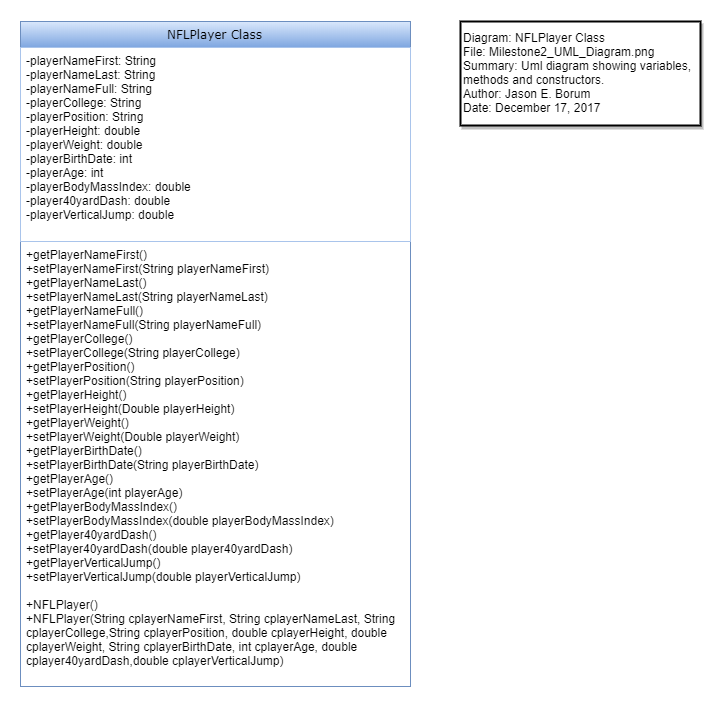 NFLPlayer Class
-playerNameFirst: String
-playerNameLast: String
-playerNameFull: String
-playerCollege: String
-playerPosition: String
-playerHeight: double
-playerWeight: double
-playerBirthDate: int
-playerAge: int
-playerBodyMassIndex: double
-player40yardDash: double
-playerVerticalJump: double
+getPlayerNameFirst()
+setPlayerNameFirst(String playerNameFirst)
+getPlayerNameLast()
+setPlayerNameLast(String playerNameLast)
+getPlayerNameFull()
+setPlayerNameFull(String playerNameFull)
+getPlayerCollege()
+setPlayerCollege(String playerCollege)
+getPlayerPosition()
+setPlayerPosition(String playerPosition)
+getPlayerHeight()
+setPlayerHeight(Double playerHeight)
+getPlayerWeight()
+setPlayerWeight(Double playerWeight)
+getPlayerBirthDate()
+setPlayerBirthDate(String playerBirthDate)
+getPlayerAge()
+setPlayerAge(int playerAge)
+getPlayerBodyMassIndex()
+setPlayerBodyMassIndex(double playerBodyMassIndex)
+getPlayer40yardDash()
+setPlayer40yardDash(double player40yardDash)
+getPlayerVerticalJump()
+setPlayerVerticalJump(double playerVerticalJump)
+NFLPlayer()
+NFLPlayer(String cplayerNameFirst, String cplayerNameLast, String
cplayerCollege,String cplayerPosition, double cplayerHeight, double
cplayerWeight, String cplayerBirthDate, int cplayerAge, double
cplayer40yardDash,double cplayerVerticalJump)
Diagram: NFLPlayer Class
File: Milestone2_UML_Diagram.png
Summary: Uml diagram showing variables,
methods and constructors.
Author: Jason E. Borum
Date: December 17, 2017